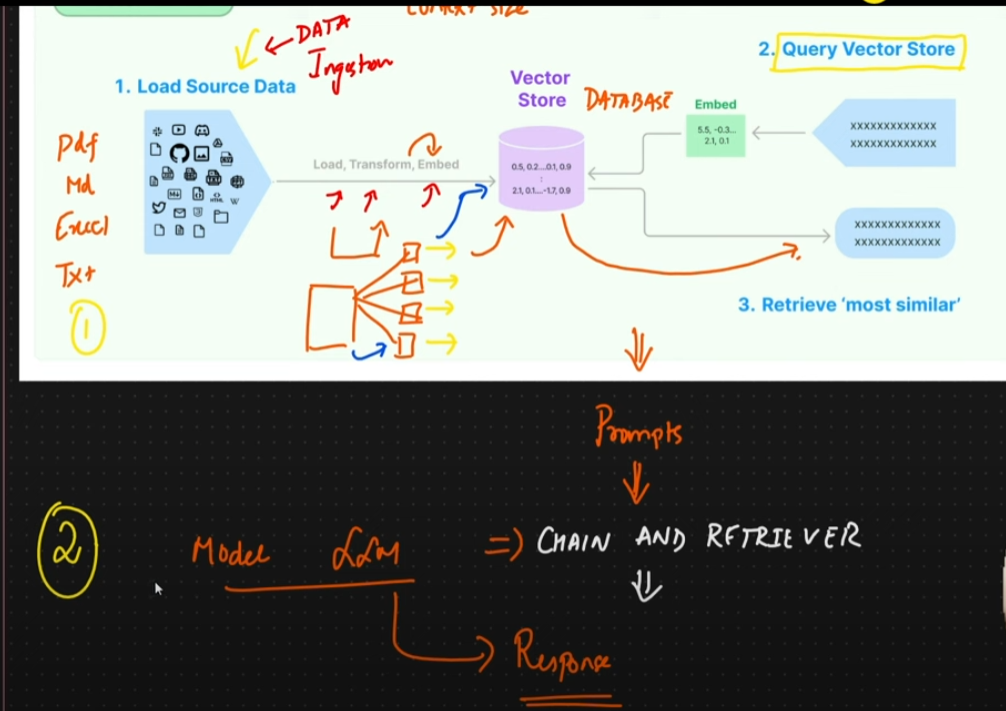 CONTEXT SIZE
← DATA
Ingestion
1. Load Source Data
2. Query Vector Store
Vector
Store
DATABASE
Embed
5.5, -0.3...
2.1, 0.1
XXXXXXXXXXXXX
XXXXXXXXXXXXX
Pdf
Md
Excel
Txt
1
Load, Transform, Embed
0.5, 0.2...0.1, 0.9
:
2.1, 0.1...-1.7, 0.9
XXXXXXXXXXXXX
XXXXXXXXXXXXX
3. Retrieve ‘most similar’
Prompts
2
Model LLM => CHAIN AND RETRIEVER
Response